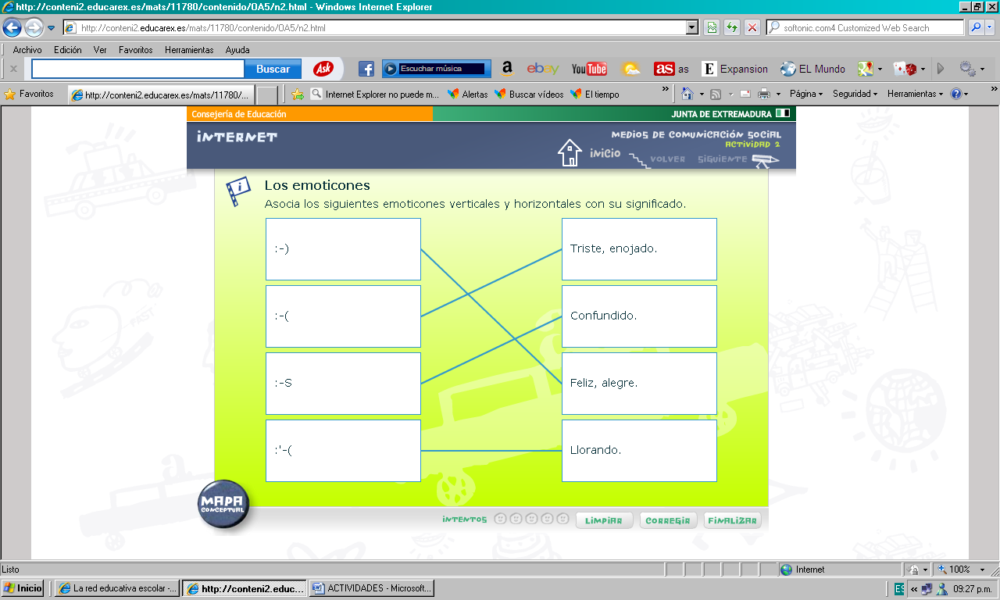 http://conteni2.educarex.es/mats/11780/contenido/OA5/n2.html - Windows Internet Explorer
http://conteni2.educarex.es/mats/11780/contenido/OA5/n2.html
softonic.com4 Customized Web Search
Archivo Edición Ver Favoritos Herramientas Ayuda
Buscar Ask Escuchar música a ebay YouTube as as E Expansion EL Mundo
Favoritos http://conteni2.educarex.es/mats/11780/... Internet Explorer no puede m... Alertas Buscar vídeos El tiempo » Página Seguridad Herramientas »
Consejería de Educación JUNTA DE EXTREMADURA
INTERNET
MEDIOS DE COMUNICACIÓN SOCIAL
ACTIVIDAD 2
INICIO VOLVER SIGUIENTE
Los emoticones
Asocia los siguientes emoticones verticales y horizontales con su significado.
:-) Triste, enojado.
:-( Confundido.
:-S Feliz, alegre.
:'-( Llorando.
MAPA
CONCEPTUAL
INTENTOS LIMPIAR CORREGIR FINALIZAR
Listo Internet 100%
Inicio La red educativa escolar -... http://conteni2.educ... ACTIVIDADES - Microsoft... ES « 09:27 p.m.